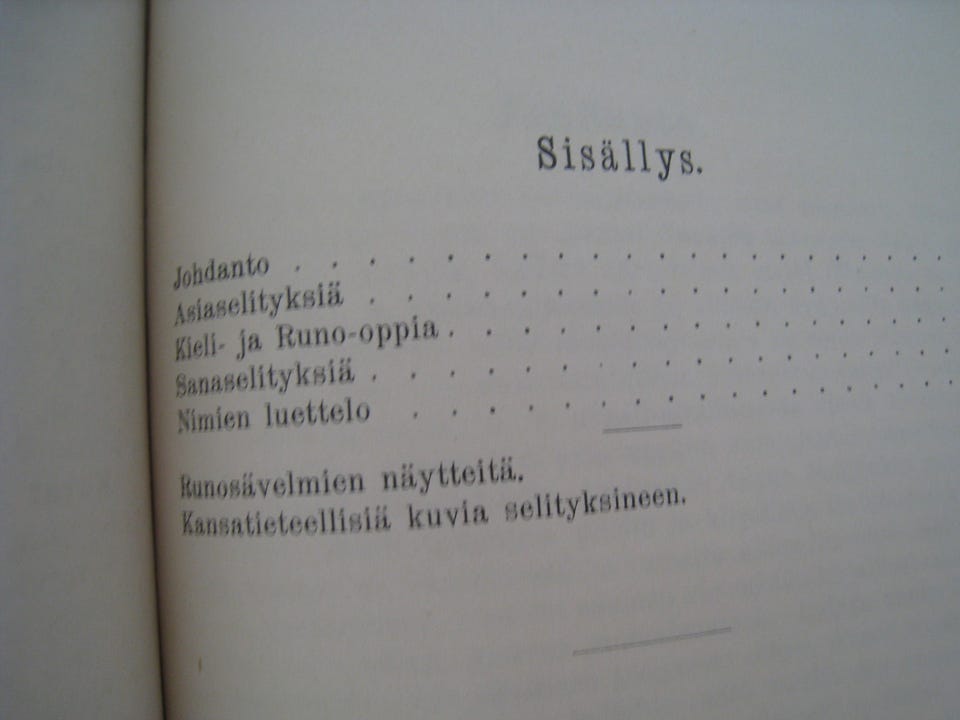 Sisällys.
Johdanto . . . . . . . . . . . . . . . . . .
Asiaselityksiä . . . . . . . . . . . . . . . .
Kieli- ja Runo-oppia . . . . . . . . . . . . . .
Sanaselityksiä . . . . . . . . . . . . . . . .
Nimien luettelo . . . . . . . . . . . . . . .
Runosävelmien näytteitä.
Kansatieteellisiä kuvia selityksineen.